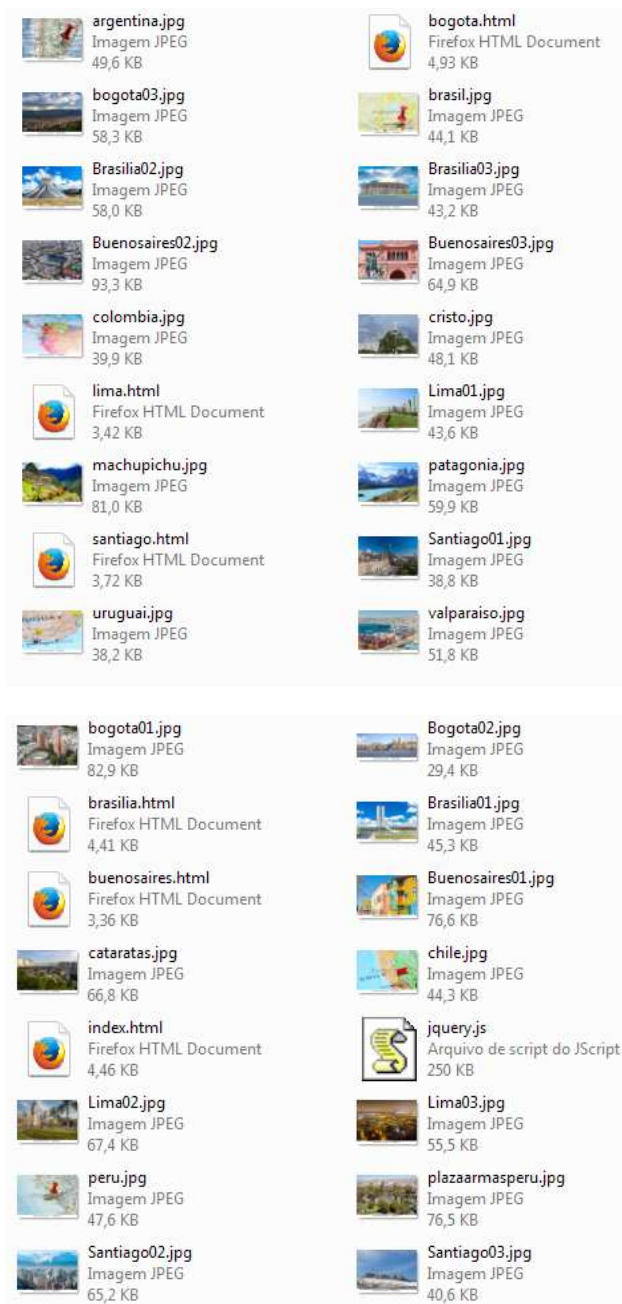 argentina.jpg
Imagem JPEG
49,6 KB
bogota.html
Firefox HTML Document
4,93 KB
bogota03.jpg
Imagem JPEG
58,3 KB
brasil.jpg
Imagem JPEG
44,1 KB
Brasilia02.jpg
Imagem JPEG
58,0 KB
Brasilia03.jpg
Imagem JPEG
43,2 KB
Buenosaires02.jpg
Imagem JPEG
93,3 KB
Buenosaires03.jpg
Imagem JPEG
64,9 KB
colombia.jpg
Imagem JPEG
39,9 KB
cristo.jpg
Imagem JPEG
48,1 KB
lima.html
Firefox HTML Document
3,42 KB
Lima01.jpg
Imagem JPEG
43,6 KB
machupichu.jpg
Imagem JPEG
81,0 KB
patagonia.jpg
Imagem JPEG
59,9 KB
santiago.html
Firefox HTML Document
3,72 KB
Santiago01.jpg
Imagem JPEG
38,8 KB
uruguai.jpg
Imagem JPEG
38,2 KB
valparaiso.jpg
Imagem JPEG
51,8 KB
bogota01.jpg
Imagem JPEG
82,9 KB
Bogota02.jpg
Imagem JPEG
29,4 KB
brasilia.html
Firefox HTML Document
4,41 KB
Brasilia01.jpg
Imagem JPEG
45,3 KB
buenosaires.html
Firefox HTML Document
3,36 KB
Buenosaires01.jpg
Imagem JPEG
76,6 KB
cataratas.jpg
Imagem JPEG
66,8 KB
chile.jpg
Imagem JPEG
44,3 KB
index.html
Firefox HTML Document
4,46 KB
jquery.js
Arquivo de script do JScript
250 KB
Lima02.jpg
Imagem JPEG
67,4 KB
Lima03.jpg
Imagem JPEG
55,5 KB
peru.jpg
Imagem JPEG
47,6 KB
plazaarmasperu.jpg
Imagem JPEG
76,5 KB
Santiago02.jpg
Imagem JPEG
65,2 KB
Santiago03.jpg
Imagem JPEG
40,6 KB